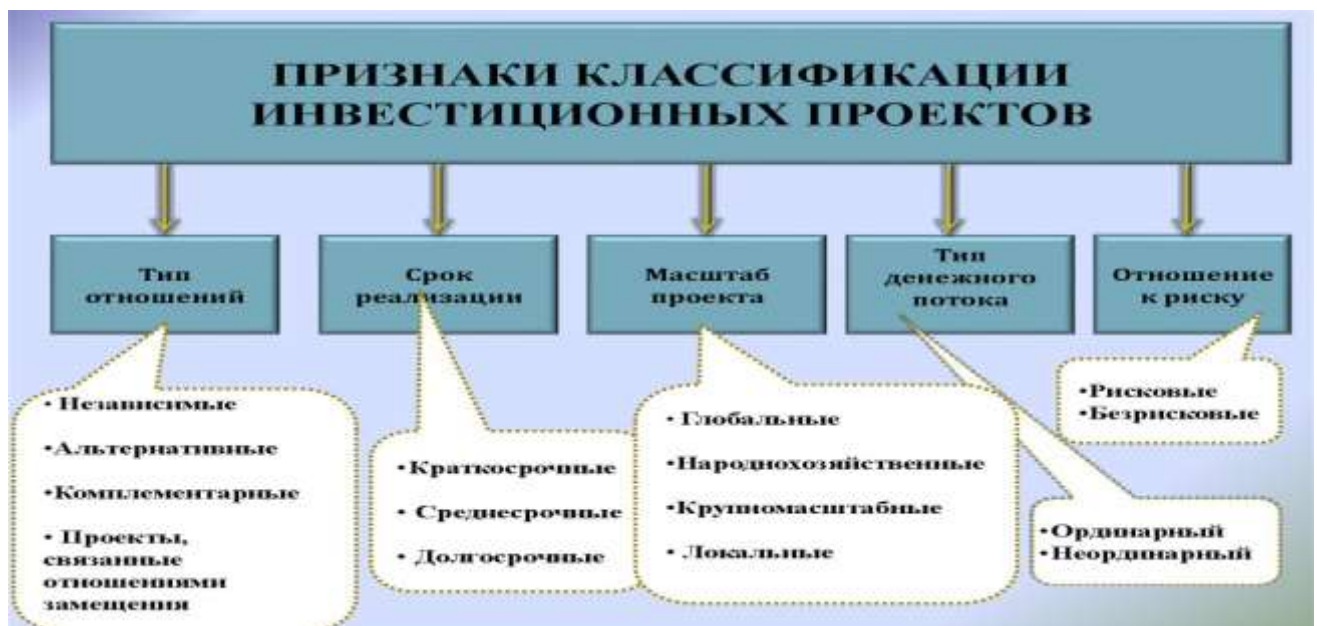 ПРИЗНАКИ КЛАССИФИКАЦИИ
ИНВЕСТИЦИОННЫХ ПРОЕКТОВ
Тип
отношений
Срок
реализации
Масштаб
проекта
Тип
денежного
потока
Отношение
к риску
• Независимые
•Альтернативные
•Комплементарные
• Проекты,
связанные
отношениями
замещения
•Краткосрочные
• Среднесрочные
• Долгосрочные
• Глобальные
•Народнохозяйственные
•Крупномасштабные
• Локальные
•Ординарный
•Неординарный
•Рисковые
•Безрисковые